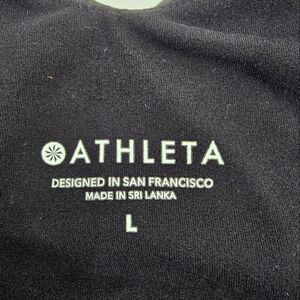 ATHLETA
DESIGNED IN SAN FRANCISCO
MADE IN SRI LANKA
L